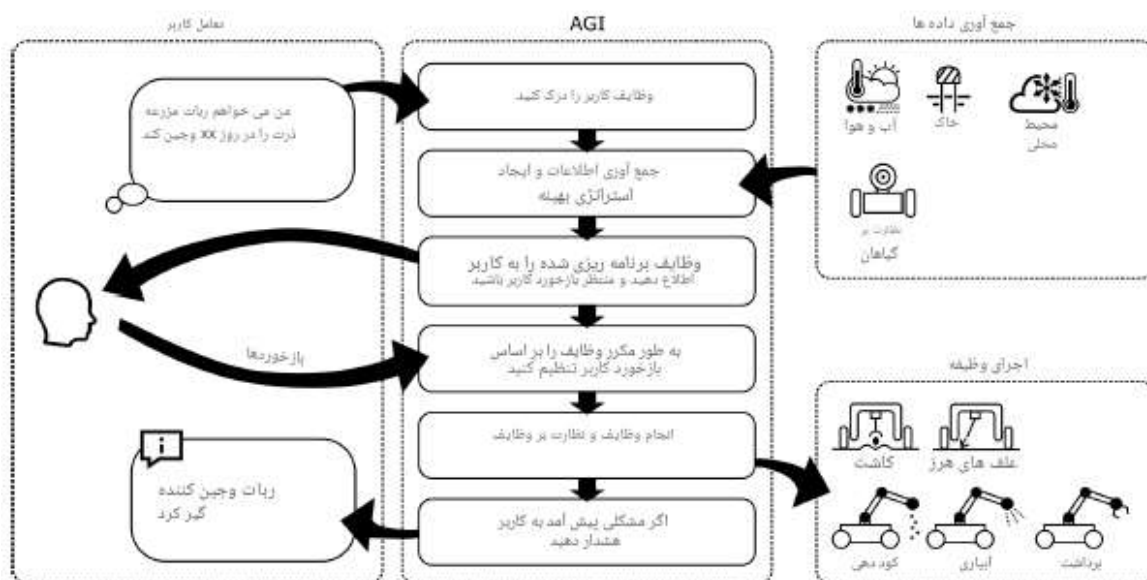 تعامل کاربر
AGI
جمع آوری داده ها
من می خواهم ربات مزرعه
ذرت را در روز xx وجین کند
وظایف کاربر را درک کنید
جمع آوری اطلاعات و ایجاد
استراتژی بهینه
وظایف برنامه ریزی شده را به کاربر
اطلاع دهید و منتظر بازخورد کاربر باشید
به طور مکرر وظایف را بر اساس
بازخورد کاربر تنظیم کنید
انجام وظایف و نظارت بر وظایف
اگر مشکلی پیش آمد به کاربر
هشدار دهید
بازخوردها
ربات وجین کننده
گیر کرد
آب و هوا
خاک
محیط
محلی
نظارت بر
گیاهان
اجرای وظیفه
کاشت
علف های هرز
کود دهی
آبیاری
برداشت